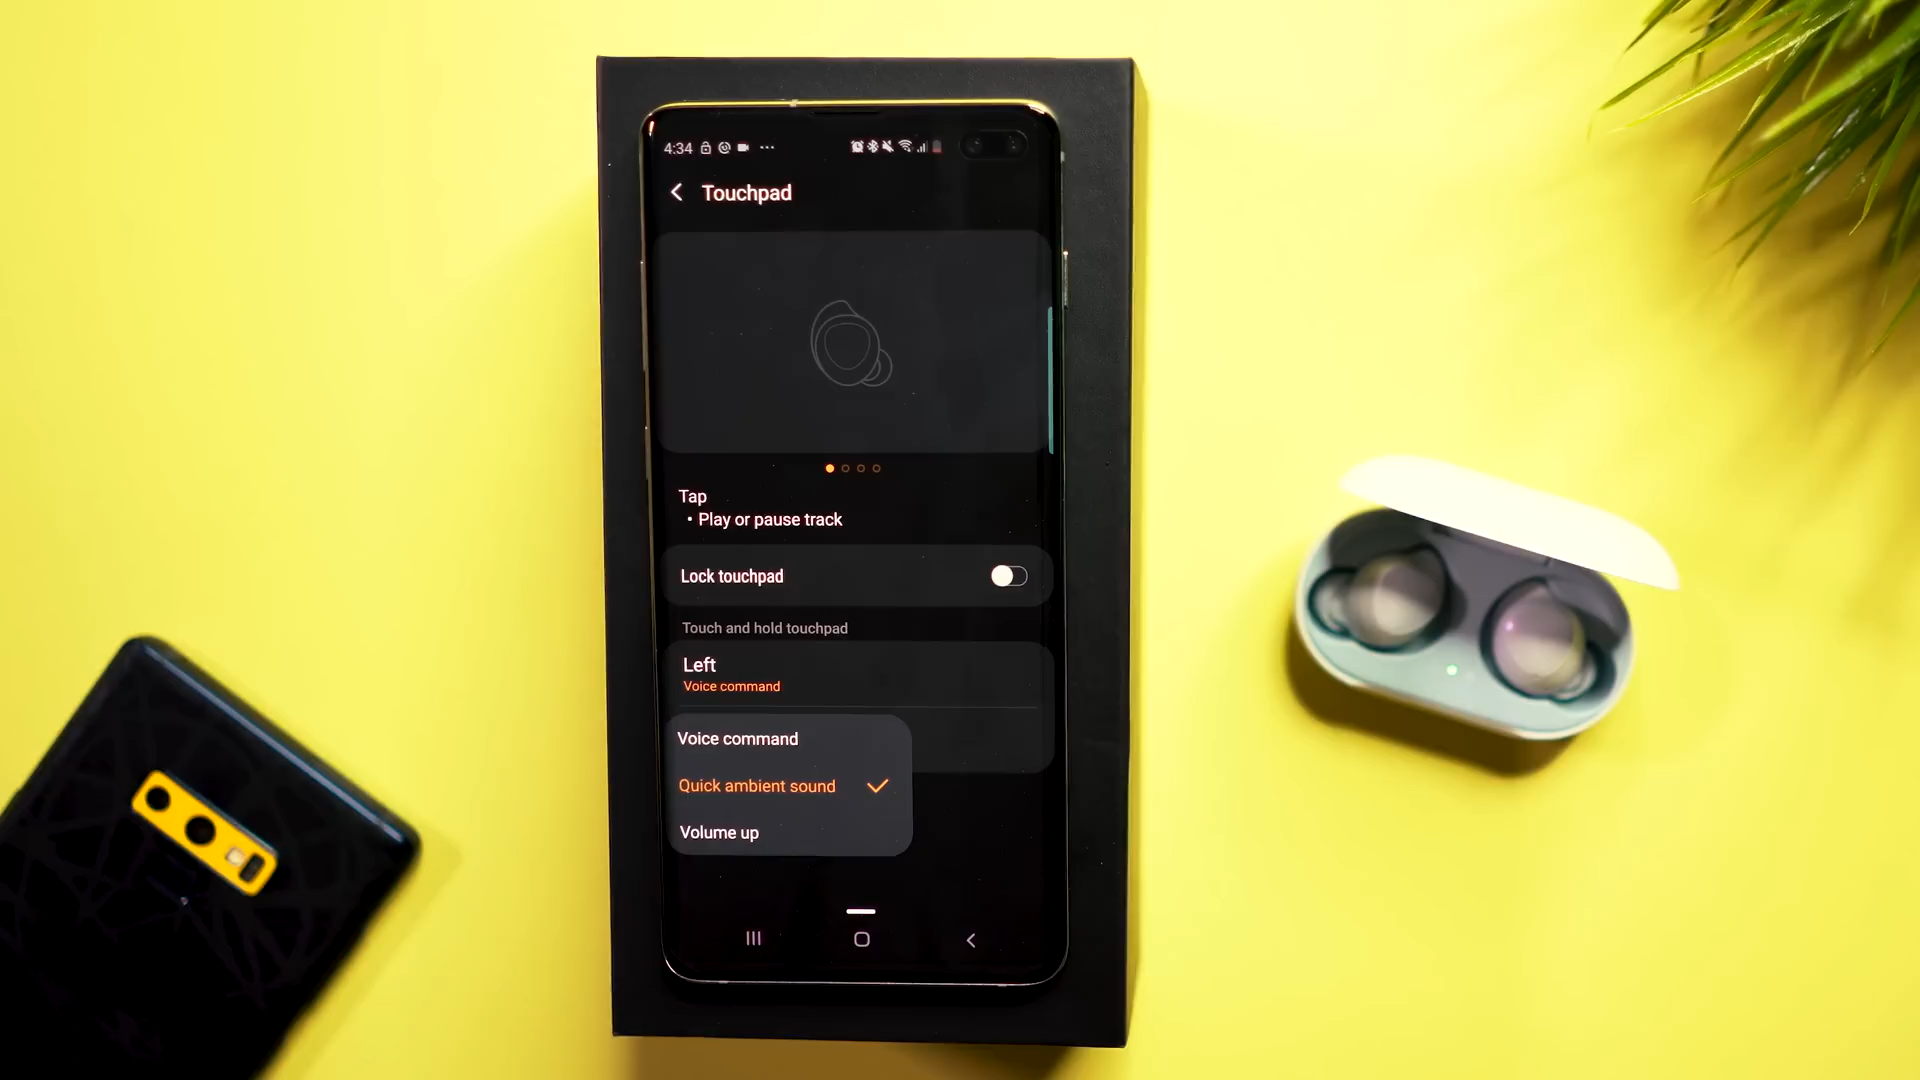 4:34
Touchpad
Tap
• Play or pause track
Lock touchpad
Touch and hold touchpad
Left
Voice command
Voice command
Quick ambient sound
Volume up